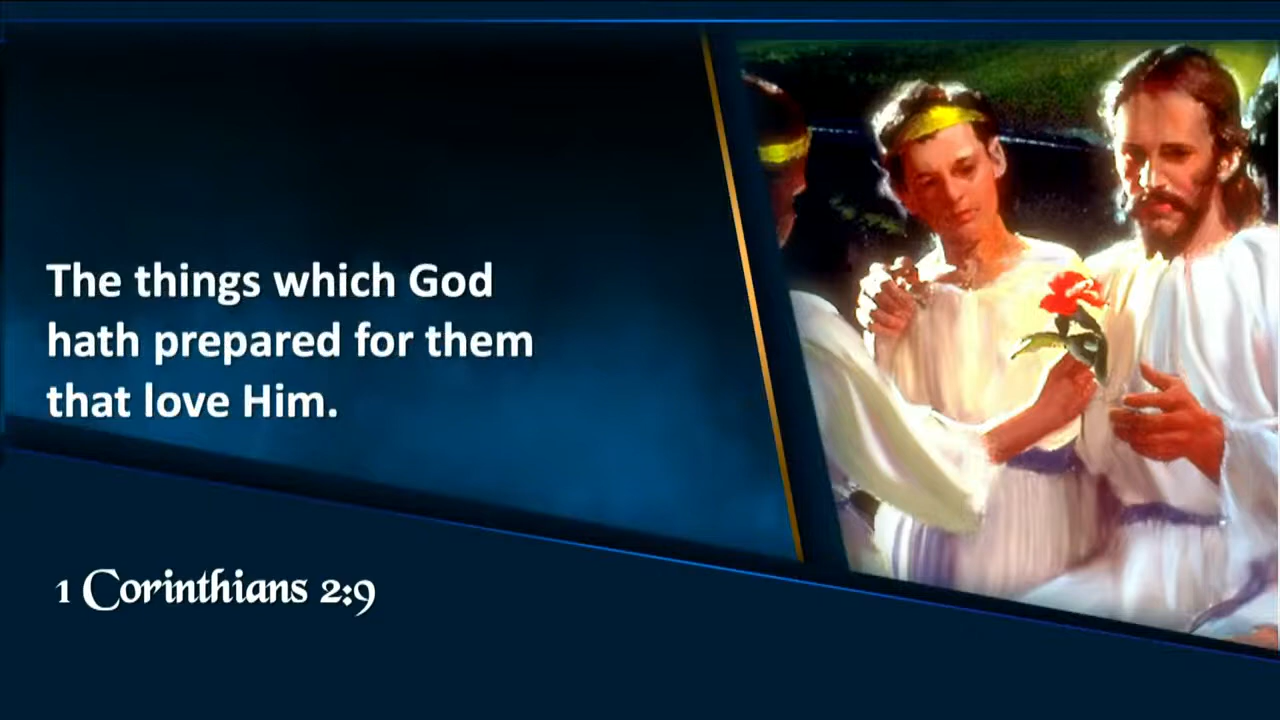 The things which God
hath prepared for them
that love Him.
1 Corinthians 2:9